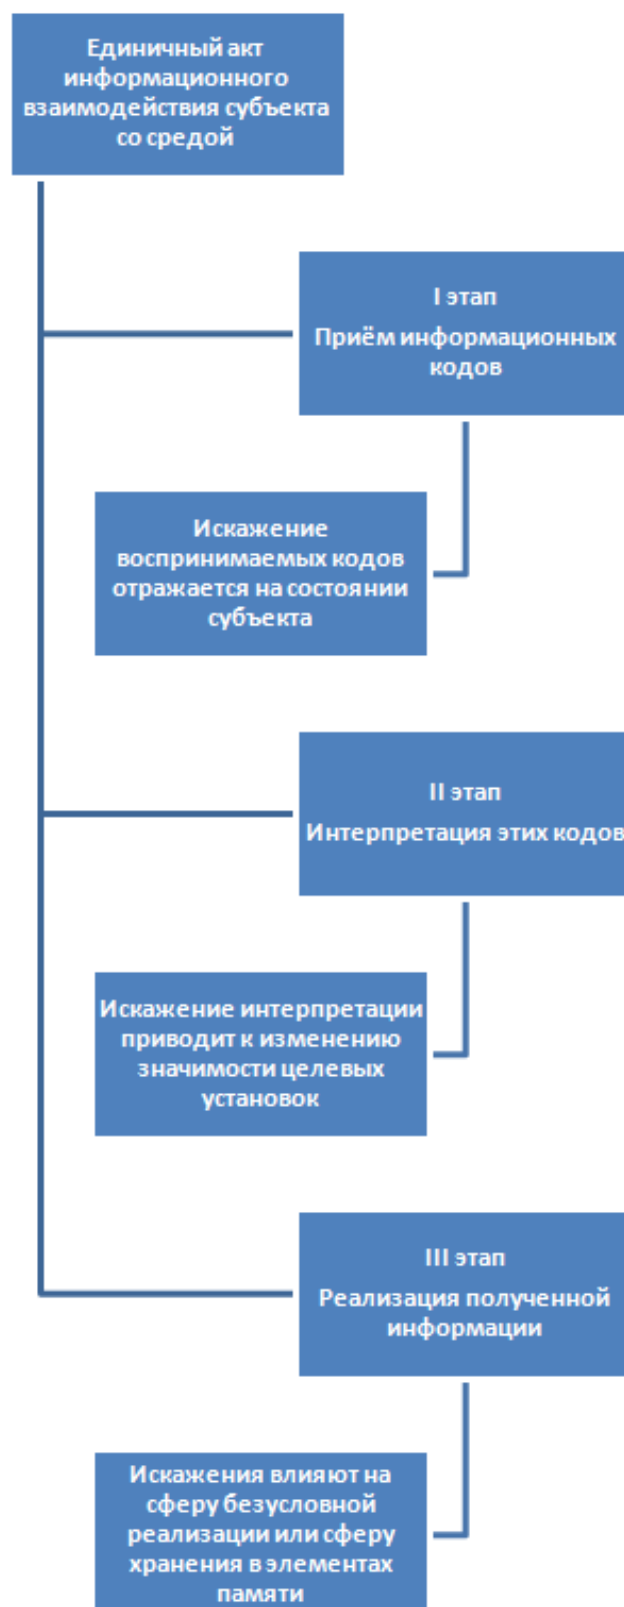 Единичный акт
информационного
взаимодействия субъекта
со средой
I этап
Приём информационных
кодов
Искажение
воспринимаемых кодов
отражается на состоянии
субъекта
II этап
Интерпретация этих кодов
Искажение интерпретации
приводит к изменению
значимости целевых
установок
III этап
Реализация полученной
информации
Искажения влияют на
сферу безусловной
реализации или сферу
хранения в элементах
памяти